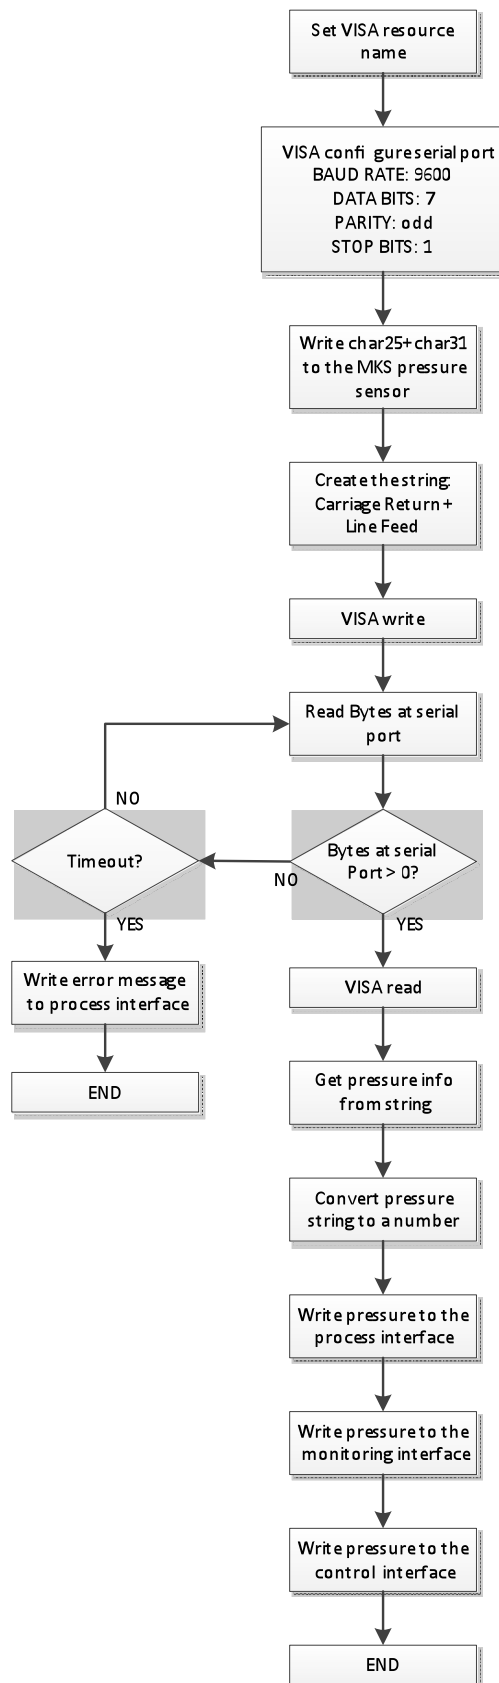 Set VISA resource
name
VISA configure serial port
BAUD RATE: 9600
DATA BITS: 7
PARITY: odd
STOP BITS: 1
Write char25+char31
to the MKS pressure
sensor
Create the string:
Carriage Return +
Line Feed
VISA write
Read Bytes at serial
port
NO
Timeout?
Bytes at serial
Port > 0?
NO
YES
YES
Write error message
to process interface
VISA read
END
Get pressure info
from string
Convert pressure
string to a number
Write pressure to the
process interface
Write pressure to the
monitoring interface
Write pressure to the
control interface
END